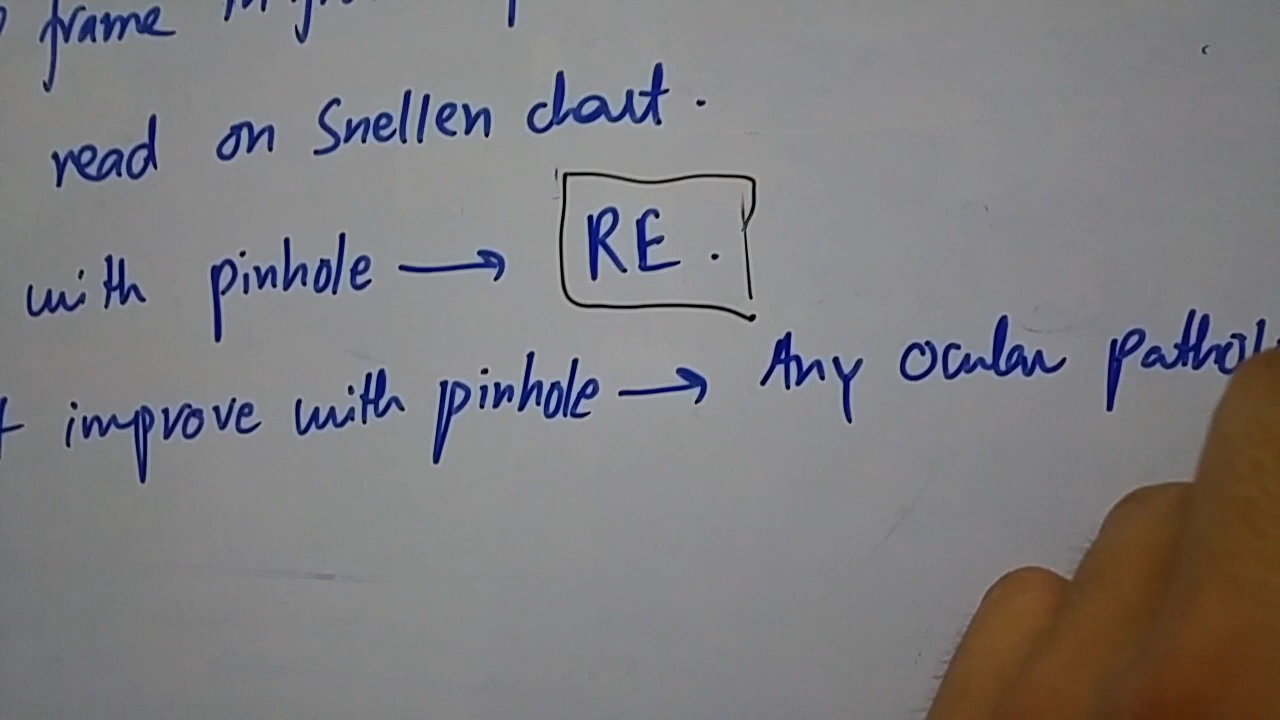 frame
read on Snellen chart.
with pinhole → RE.
improve with pinhole → Any ocular pathol